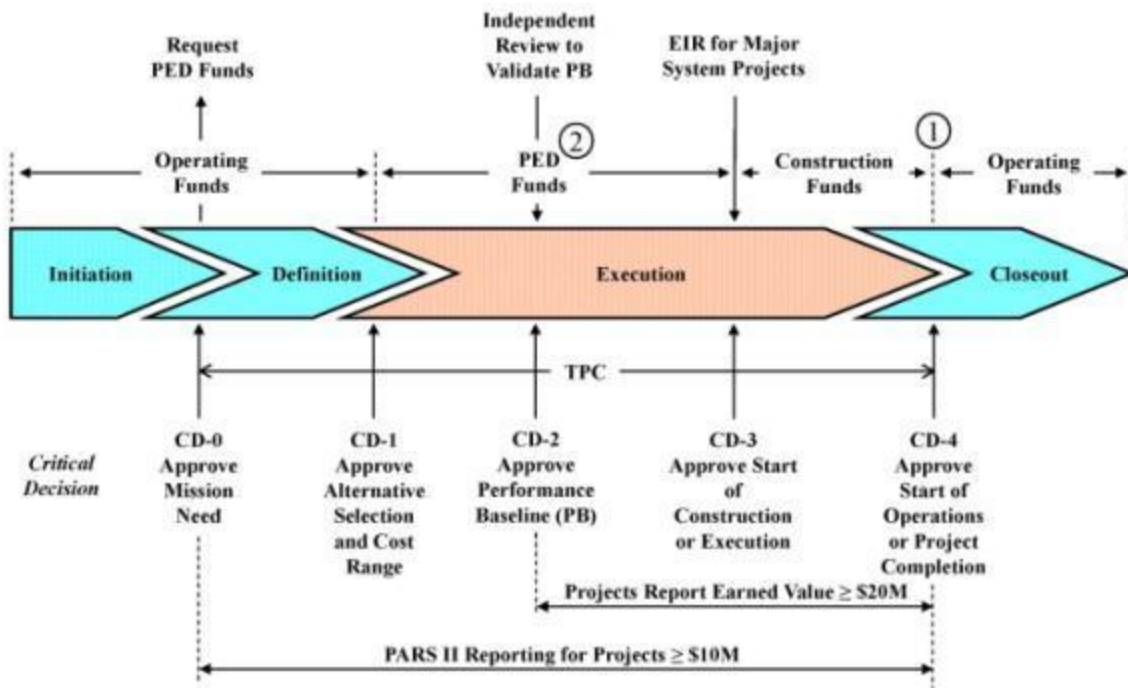 Request
PED Funds
Independent
Review to
Validate PB
EIR for Major
System Projects
Operating
Funds
PED
Funds
②
Construction
Funds
①
Operating
Funds
Initiation
Definition
Execution
Closeout
TPC
Critical
Decision
CD-0
Approve
Mission
Need
CD-1
Approve
Alternative
Selection
and Cost
Range
CD-2
Approve
Performance
Baseline (PB)
CD-3
Approve Start
of
Construction
or Execution
CD-4
Approve
Start of
Operations
or Project
Completion
Projects Report Earned Value ≥ $20M
PARS II Reporting for Projects ≥ $10M